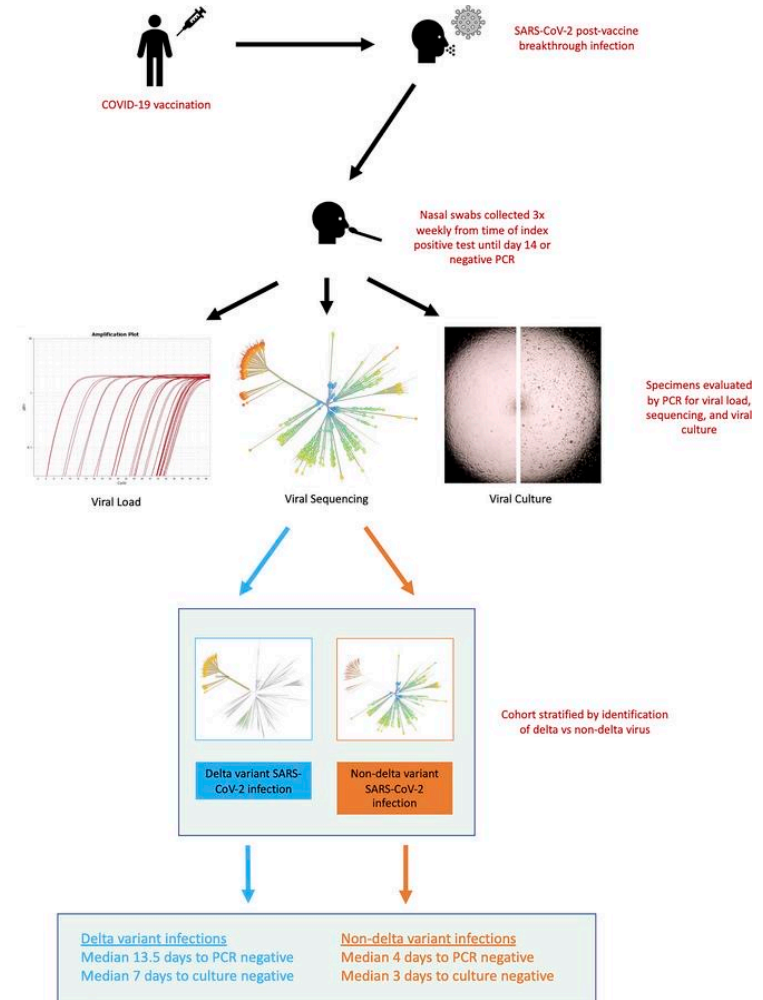 SARS-CoV-2 post-vaccine
breakthrough infection
COVID-19 vaccination
Nasal swabs collected 3x
weekly from time of index
positive test until day 14 or
negative PCR
Amplification Plot
Specimens evaluated
by PCR for viral load,
sequencing, and viral
culture
Viral Load
Viral Sequencing
Viral Culture
Cohort stratified by identification
of delta vs non-delta virus
Delta variant SARS-
CoV-2 infection
Non-delta variant
SARS-CoV-2
infection
Delta variant infections
Median 13.5 days to PCR negative
Median 7 days to culture negative
Non-delta variant infections
Median 4 days to PCR negative
Median 3 days to culture negative